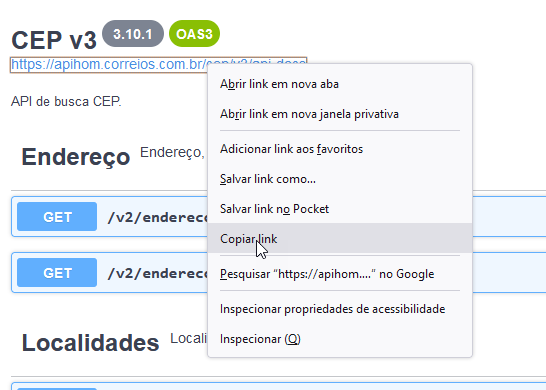 CEP v3 3.10.1 OAS3
https://apihom.correios.com.br/cep/v3/api-docs
API de busca CEP.
Abrir link em nova aba
Abrir link em nova janela privativa
Adicionar link aos favoritos
Endereço Endereço,
Salvar link como...
GET /v2/endereco
Salvar link no Pocket
Copiar link
GET /v2/endereco
Pesquisar “https://apihom....” no Google
Inspecionar propriedades de acessibilidade
Localidades Locali
Inspecionar (Q)